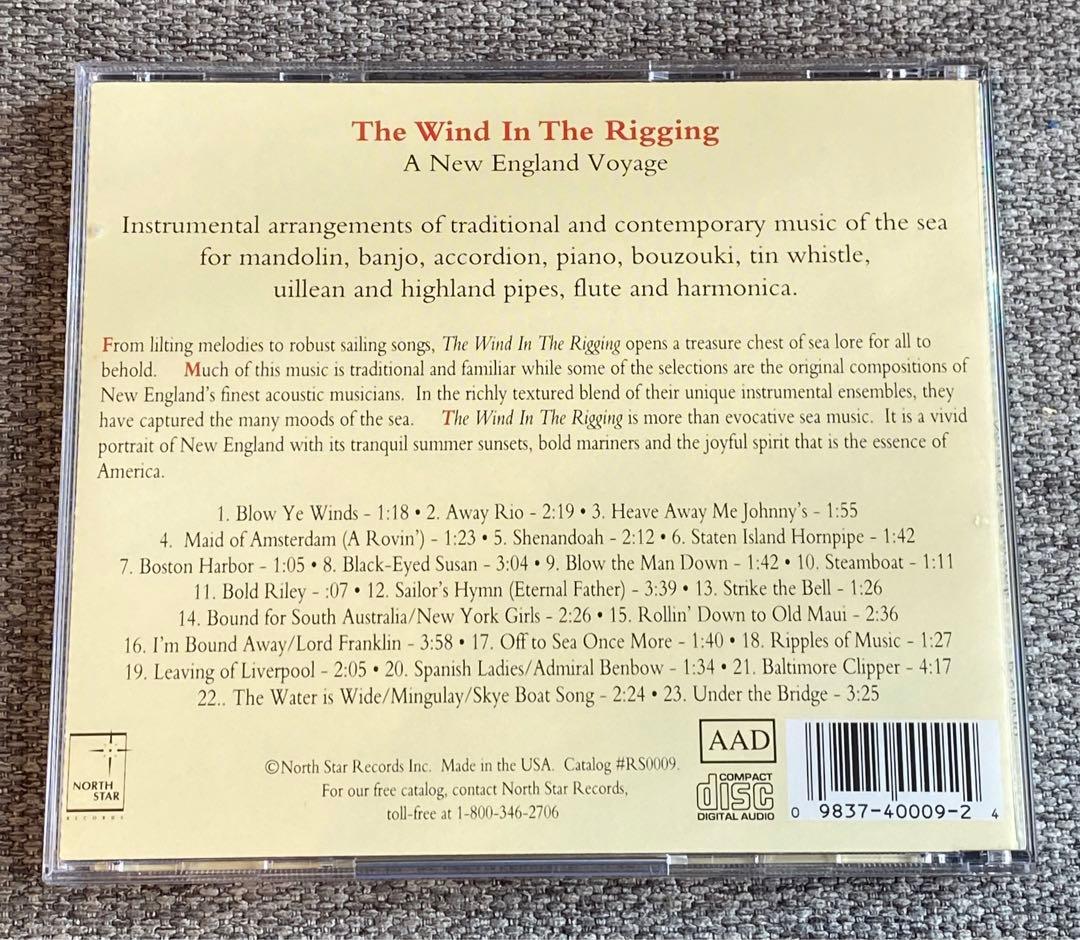 The Wind In The Rigging
A New England Voyage
Instrumental arrangements of traditional and contemporary music of the sea
for mandolin, banjo, accordion, piano, bouzouki, tin whistle,
uillean and highland pipes, flute and harmonica.
From lilting melodies to robust sailing songs, The Wind In The Rigging opens a treasure chest of sea lore for all to
behold. Much of this music is traditional and familiar while some of the selections are the original compositions of
New England's finest acoustic musicians. In the richly textured blend of their unique instrumental ensembles, they
have captured the many moods of the sea. The Wind In The Rigging is more than evocative sea music. It is a vivid
portrait of New England with its tranquil summer sunsets, bold mariners and the joyful spirit that is the essence of
America.
1. Blow Ye Winds - 1:18 • 2. Away Rio - 2:19 • 3. Heave Away Me Johnny's - 1:55
4. Maid of Amsterdam (A Rovin') - 1:23 • 5. Shenandoah - 2:12 • 6. Staten Island Hornpipe - 1:42
7. Boston Harbor - 1:05 • 8. Black-Eyed Susan - 3:04 • 9. Blow the Man Down - 1:42 • 10. Steamboat - 1:11
11. Bold Riley - :07 • 12. Sailor's Hymn (Eternal Father) - 3:39 • 13. Strike the Bell - 1:26
14. Bound for South Australia/New York Girls - 2:26 • 15. Rollin' Down to Old Maui - 2:36
16. I'm Bound Away/Lord Franklin - 3:58 • 17. Off to Sea Once More - 1:40 • 18. Ripples of Music - 1:27
19. Leaving of Liverpool - 2:05 • 20. Spanish Ladies/Admiral Benbow - 1:34 • 21. Baltimore Clipper - 4:17
22.. The Water is Wide/Mingulay/Skye Boat Song - 2:24 • 23. Under the Bridge - 3:25
NORTH
STAR
RECORDS
©North Star Records Inc. Made in the USA. Catalog #RS0009.
For our free catalog, contact North Star Records,
toll-free at 1-800-346-2706
AAD
COMPACT
disc
DIGITAL AUDIO
0 9837-40009-2 4